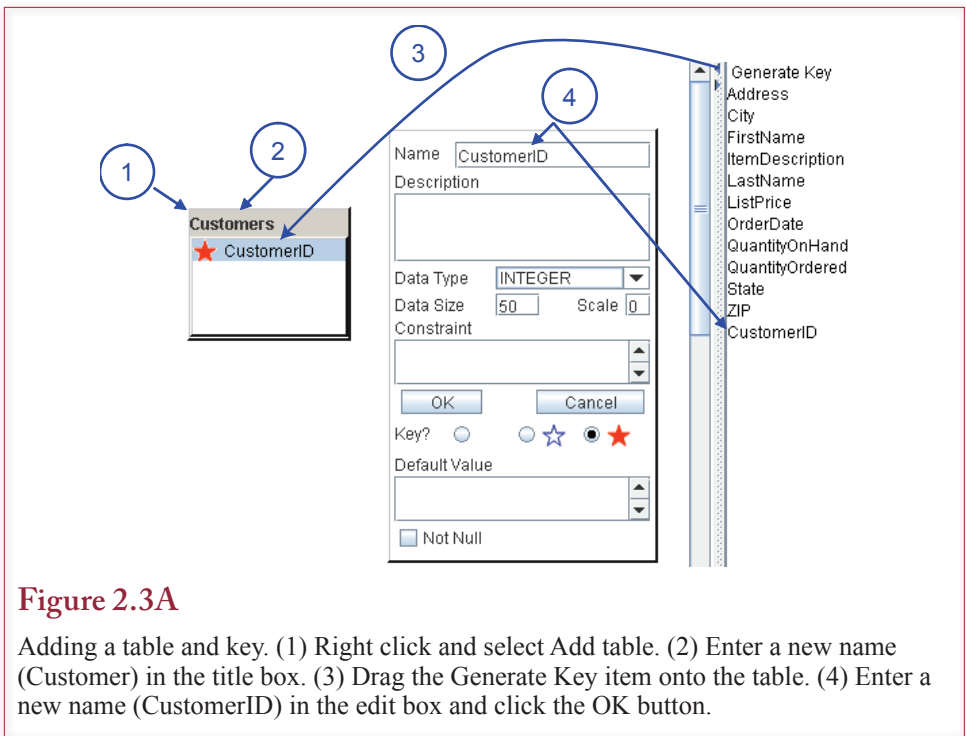 3
4
2
1
Customers
CustomerID
Name CustomerID
Description
Data Type INTEGER
Data Size 50 Scale 0
Constraint
OK Cancel
Key?
Default Value
Not Null
Generate Key
Address
City
FirstName
ItemDescription
LastName
ListPrice
OrderDate
QuantityOnHand
QuantityOrdered
State
ZIP
CustomerID
Figure 2.3A
Adding a table and key. (1) Right click and select Add table. (2) Enter a new name
(Customer) in the title box. (3) Drag the Generate Key item onto the table. (4) Enter a
new name (CustomerID) in the edit box and click the OK button.